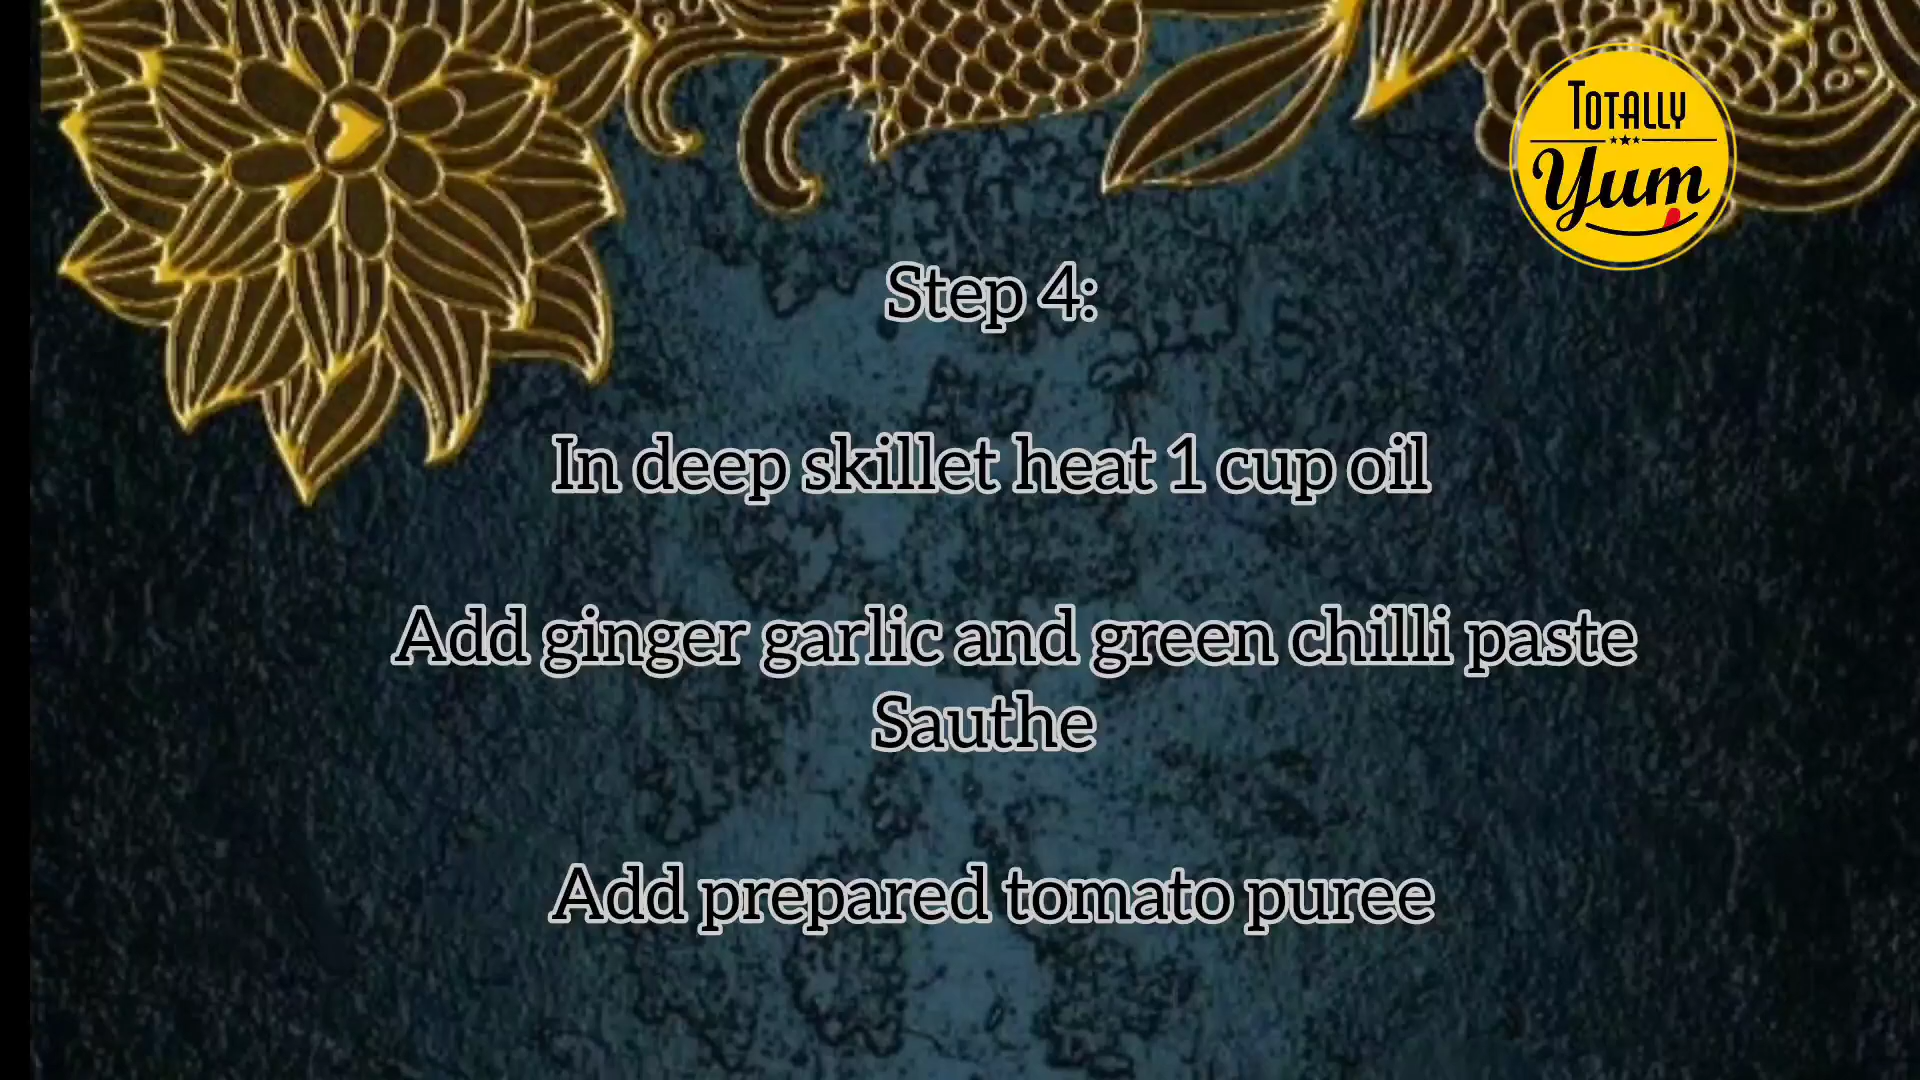 Totally
Yum
Step 4:
In deep skillet heat 1 cup oil
Add ginger garlic and green chilli paste
Sauthe
Add prepared tomato puree